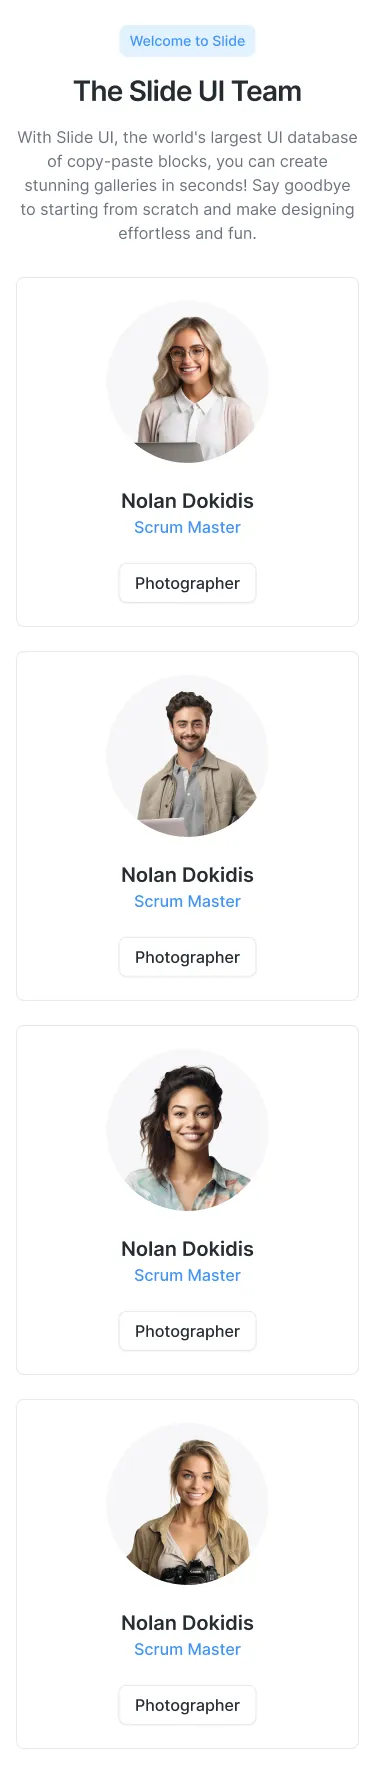 Welcome to Slide
The Slide UI Team
With Slide UI, the world's largest UI database
of copy-paste blocks, you can create
stunning galleries in seconds! Say goodbye
to starting from scratch and make designing
effortless and fun.
Nolan Dokidis
Scrum Master
Photographer
Nolan Dokidis
Scrum Master
Photographer
Nolan Dokidis
Scrum Master
Photographer
Nolan Dokidis
Scrum Master
Photographer